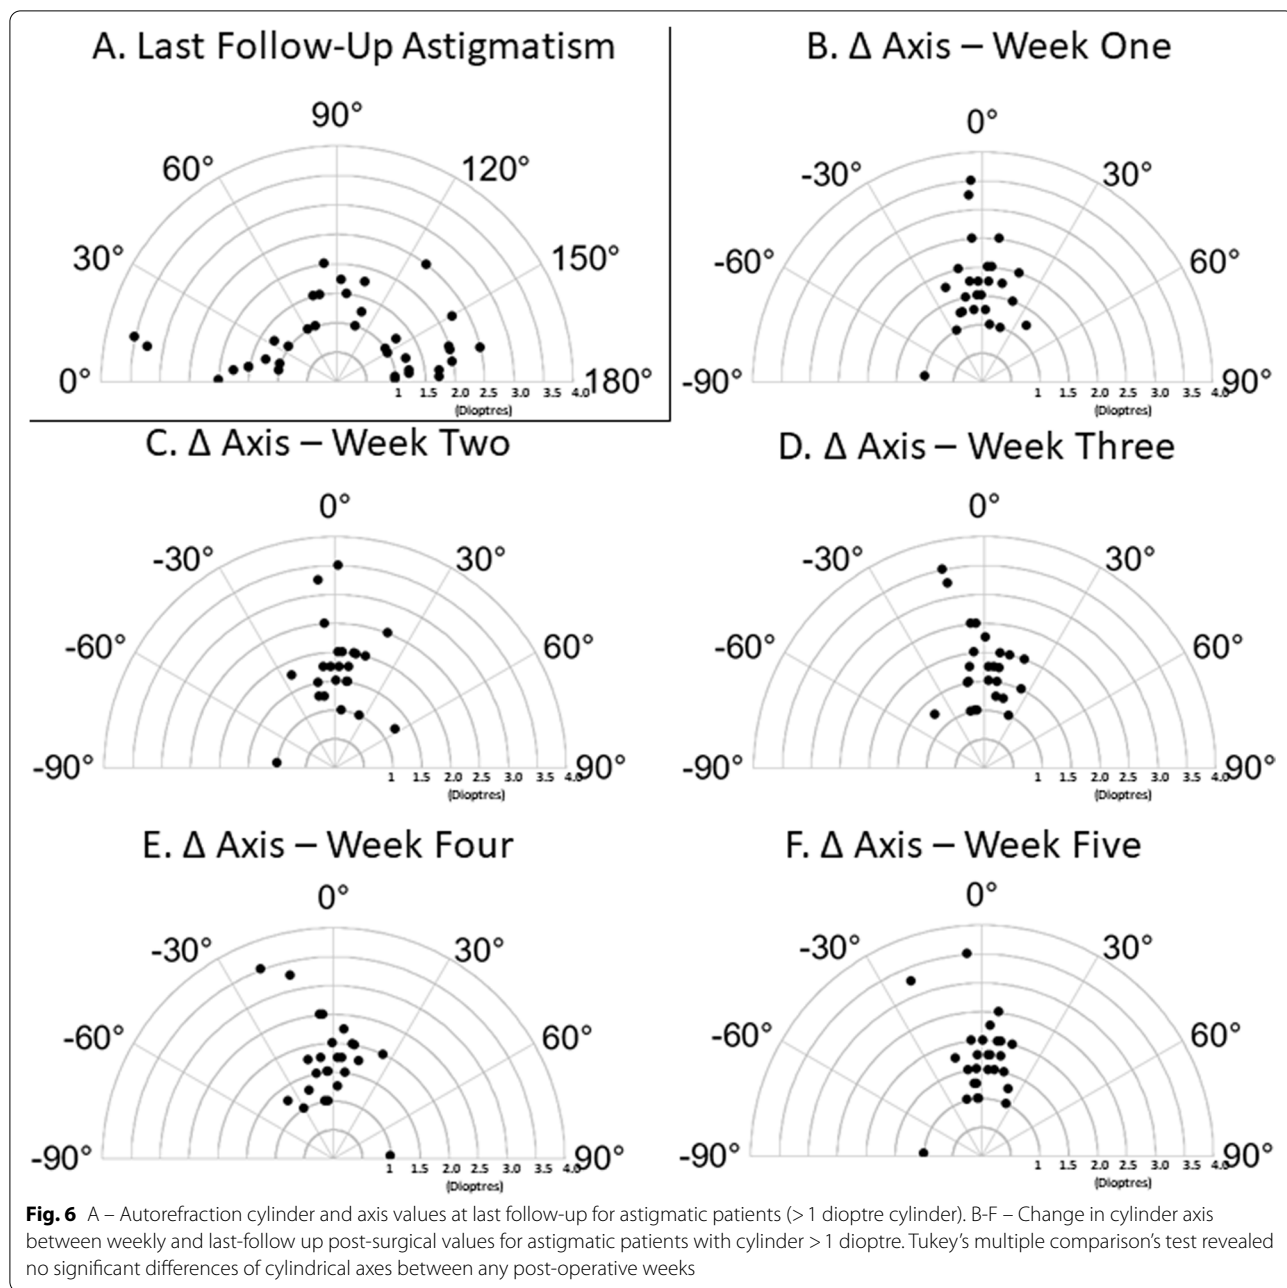 A. Last Follow-Up Astigmatism
90°
60°
120°
30°
150°
0°
1 1.5 2.0 2.5 3.0 3.5 4.0
180°
(Dioptres)
B. Δ Axis – Week One
0°
-30°
30°
-60°
60°
-90°
1 1.5 2.0 2.5 3.0 3.5 4.0
90°
(Dioptres)
C. Δ Axis – Week Two
0°
-30°
30°
-60°
60°
-90°
1 1.5 2.0 2.5 3.0 3.5 4.0
90°
(Dioptres)
D. Δ Axis – Week Three
0°
-30°
30°
-60°
60°
-90°
1 1.5 2.0 2.5 3.0 3.5 4.0
90°
(Dioptres)
E. Δ Axis – Week Four
0°
-30°
30°
-60°
60°
-90°
1 1.5 2.0 2.5 3.0 3.5 4.0
90°
(Dioptres)
F. Δ Axis – Week Five
0°
-30°
30°
-60°
60°
-90°
1 1.5 2.0 2.5 3.0 3.5 4.0
90°
(Dioptres)
Fig. 6 A – Autorefraction cylinder and axis values at last follow-up for astigmatic patients (> 1 dioptre cylinder). B-F – Change in cylinder axis
between weekly and last-follow up post-surgical values for astigmatic patients with cylinder > 1 dioptre. Tukey's multiple comparison's test revealed
no significant differences of cylindrical axes between any post-operative weeks